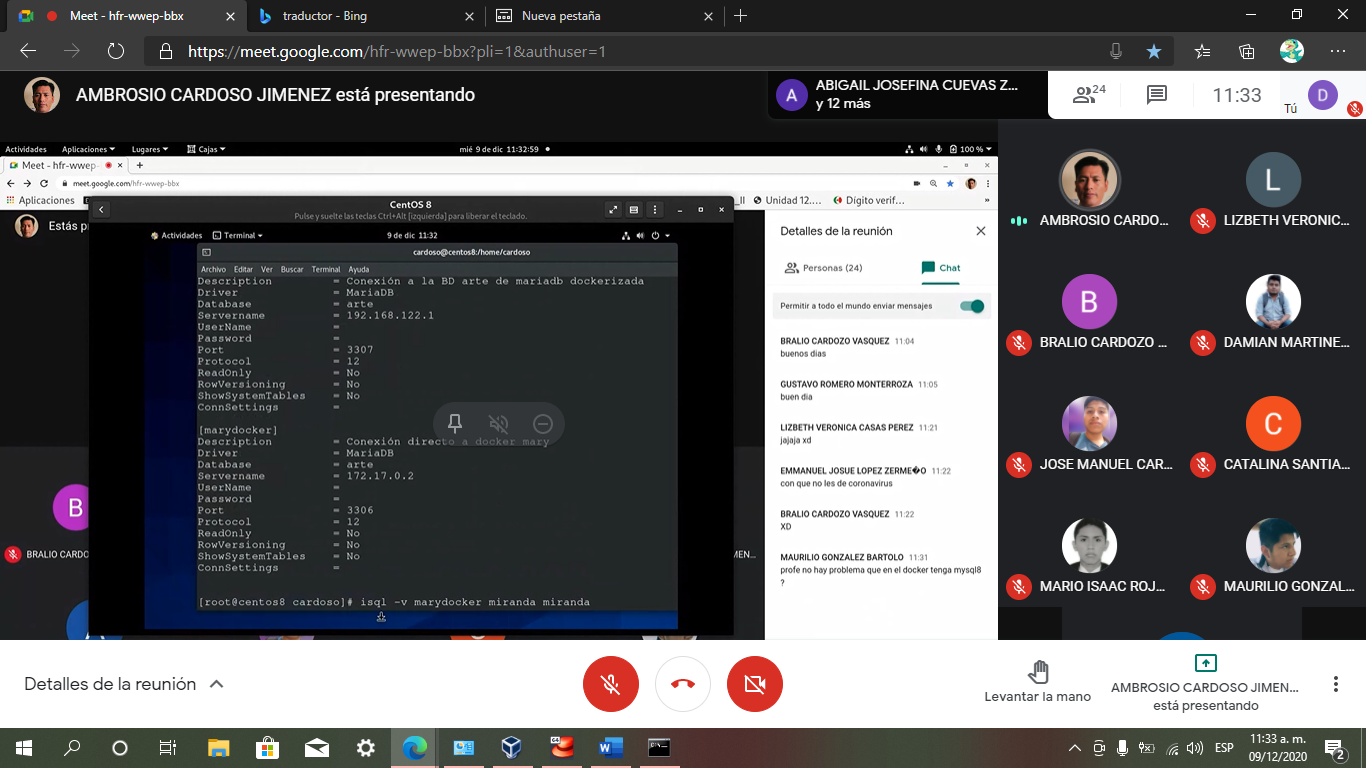 Meet - hfr-wwep-bbx
traductor - Bing
Nueva pestaña
https://meet.google.com/hfr-wwep-bbx?pli=1&authuser=1
AMBROSIO CARDOSO JIMENEZ está presentando
A
ABIGAIL JOSEFINA CUEVAS Z...
y 12 más
24
11:33
Tú
D
Actividades
Aplicaciones
Lugares
Cajas
mié 9 de dic 11:32:59
100 %
Meet - hfr-wwep-
meet.google.com/hfr-wwep-bbx
Aplicaciones
_II
Unidad 12....
Dígito verif...
Estás
CentOS 8
Pulse y suelte las teclas Ctrl+Alt [izquierda] para liberar el teclado.
Actividades
Terminal
9 de dic 11:32
cardoso@centos8:/home/cardoso
Archivo Editar Ver Buscar Terminal Ayuda
Description = Conexión a la BD arte de mariadb dockerizada
Driver = MariaDB
Database = arte
Servername = 192.168.122.1
UserName =
Password =
Port = 3307
Protocol = 12
ReadOnly = No
RowVersioning = No
ShowSystemTables = No
ConnSettings =
[marydocker]
Description = Conexión directo a docker mary
Driver = MariaDB
Database = arte
Servername = 172.17.0.2
UserName =
Password =
Port = 3306
Protocol = 12
ReadOnly = No
RowVersioning = No
ShowSystemTables = No
ConnSettings =
[root@centos8 cardoso]# isql -v marydocker miranda miranda
B
BRALIO CARDO
MEN...
Detalles de la reunión
Personas (24)
Chat
Permitir a todo el mundo enviar mensajes
BRALIO CARDOZO VASQUEZ 11:04
buenos dias
GUSTAVO ROMERO MONTERROZA 11:05
buen dia
LIZBETH VERONICA CASAS PEREZ 11:21
jajaja xd
EMMANUEL JOSUE LOPEZ ZERME�O 11:22
con que no les de coronavirus
BRALIO CARDOZO VASQUEZ 11:22
XD
MAURILIO GONZALEZ BARTOLO 11:31
profe no hay problema que en el docker tenga mysql8
?
AMBROSIO CARDO...
L
LIZBETH VERONIC...
B
BRALIO CARDOZO ...
DAMIAN MARTINE...
JOSE MANUEL CAR...
C
CATALINA SANTIA...
MARIO ISAAC ROJ...
MAURILIO GONZAL...
Detalles de la reunión
Levantar la mano
AMBROSIO CARDOSO JIMEN...
está presentando
64
W
ESP
11:33 a. m.
09/12/2020
2